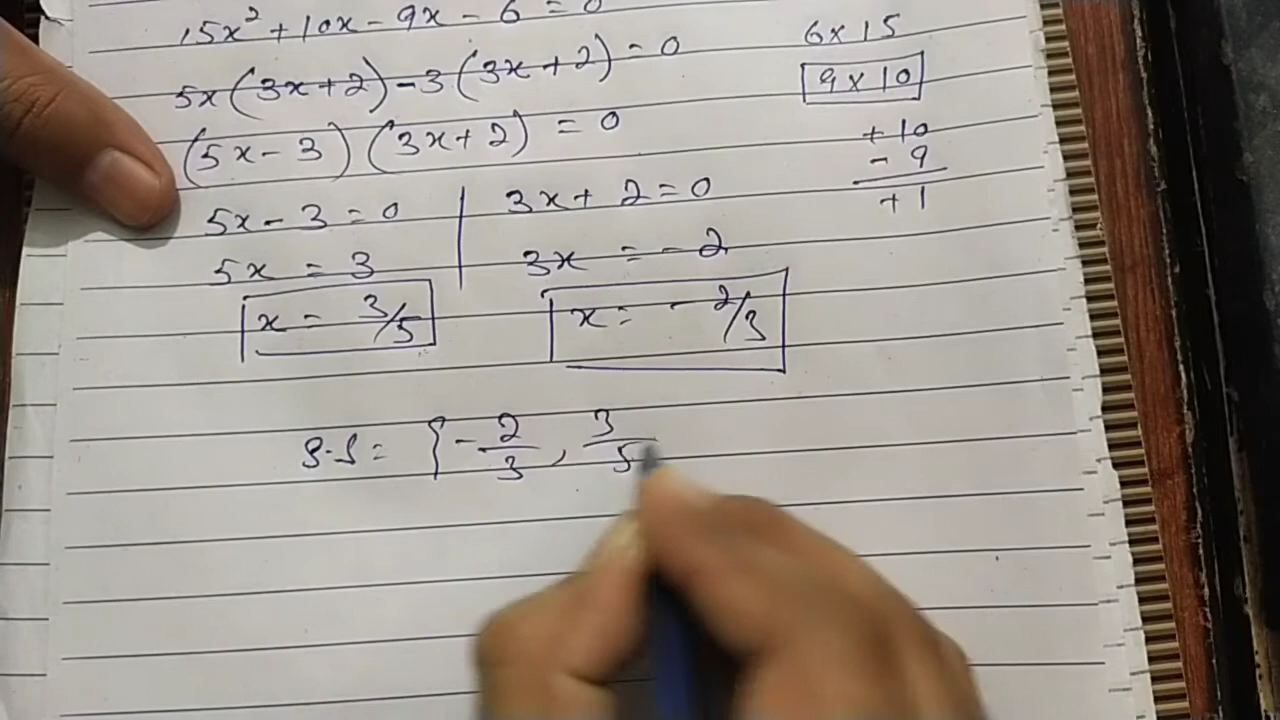 15x² + 10x - 9x - 6 = 0
5x(3x+2) - 3(3x+2) = 0
(5x - 3)(3x + 2) = 0
5x - 3 = 0
5x = 3
x = 3/5
3x + 2 = 0
3x = -2
x = -2/3
S.S = { -2/3, 3/5
6 x 15
9 x 10
+ 10
- 9
+ 1